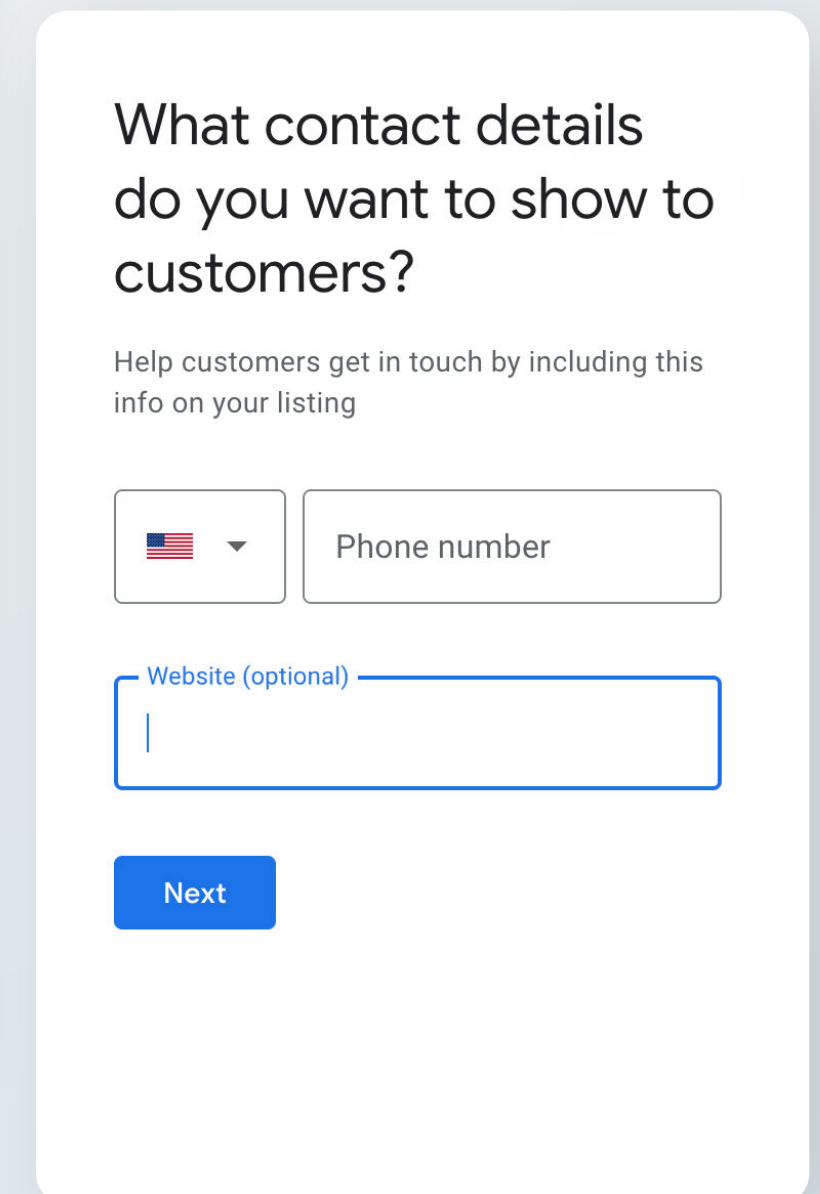 What contact details
do you want to show to
customers?
Help customers get in touch by including this
info on your listing
Phone number
Website (optional)
Next